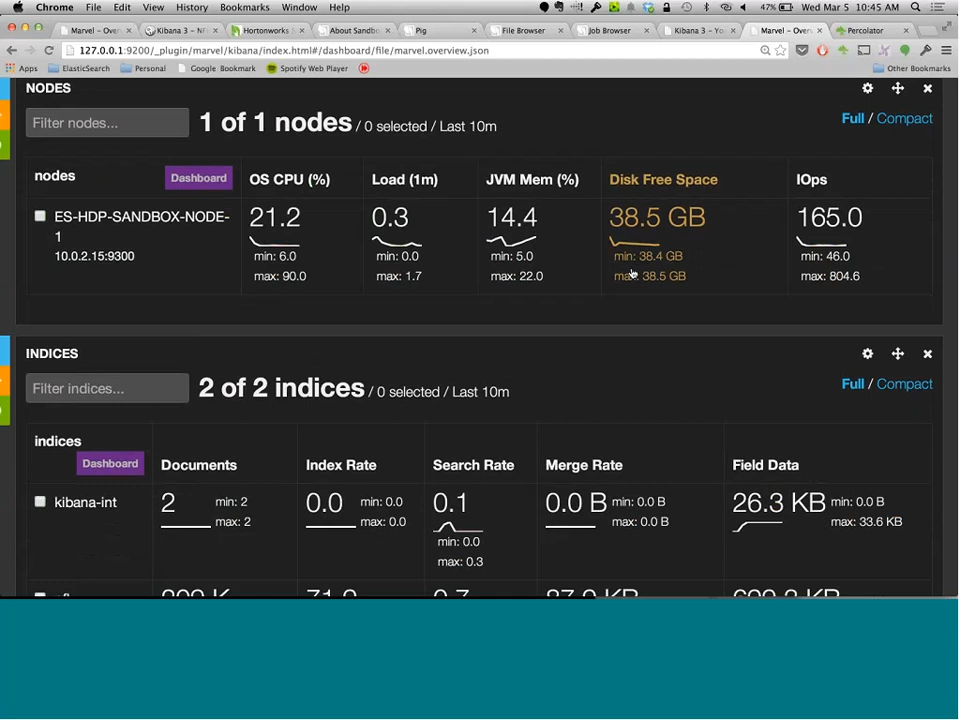 Chrome File Edit View History Bookmarks Window Help 47% Wed Mar 5 10:45 AM
Marvel - Over Kibana 3 - NF Hortonworks About Sandbo Pig File Browser Job Browser Kibana 3 - Yo Marvel - Over Percolator
127.0.0.1:9200/_plugin/marvel/kibana/index.html#/dashboard/file/marvel.overview.json
Apps ElasticSearch Personal Google Bookmark Spotify Web Player Other Bookmarks
NODES
Filter nodes... 1 of 1 nodes / 0 selected / Last 10m Full / Compact
nodes Dashboard OS CPU (%) Load (1m) JVM Mem (%) Disk Free Space IOps
ES-HDP-SANDBOX-NODE- 21.2 0.3 14.4 38.5 GB 165.0
1
10.0.2.15:9300 min: 6.0 min: 0.0 min: 5.0 min: 38.4 GB min: 46.0
max: 90.0 max: 1.7 max: 22.0 max: 38.5 GB max: 804.6
INDICES
Filter indices... 2 of 2 indices / 0 selected / Last 10m Full / Compact
indices
Dashboard Documents Index Rate Search Rate Merge Rate Field Data
kibana-int 2 min: 2 0.0 min: 0.0 0.1 0.0 B min: 0.0 B 26.3 KB min: 0.0 B
max: 2 max: 0.0 max: 0.0 B max: 33.6 KB
min: 0.0
max: 0.3